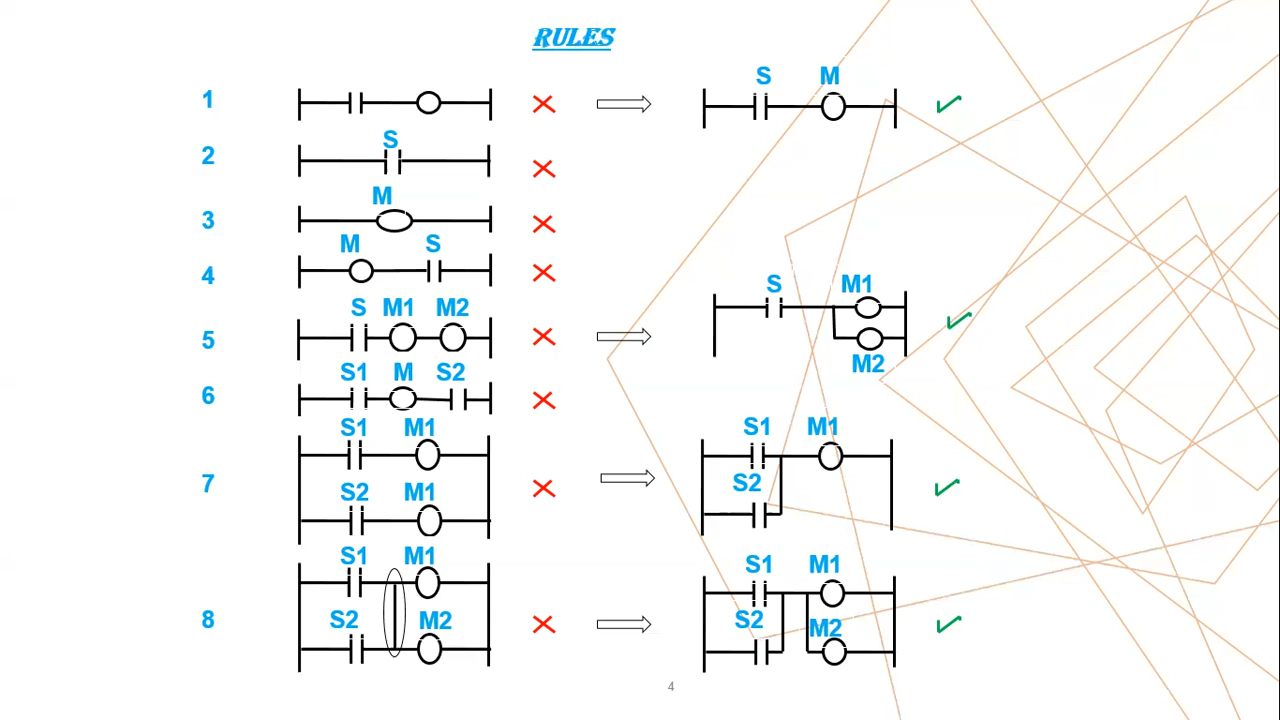 RULES
1
S M
2
S
3
M
4
M S
5
S M1 M2
S M1
M2
6
S1 M S2
7
S1 M1
S2 M1
S1 M1
S2
8
S1 M1
S2 M2
S1 M1
S2 M2
4